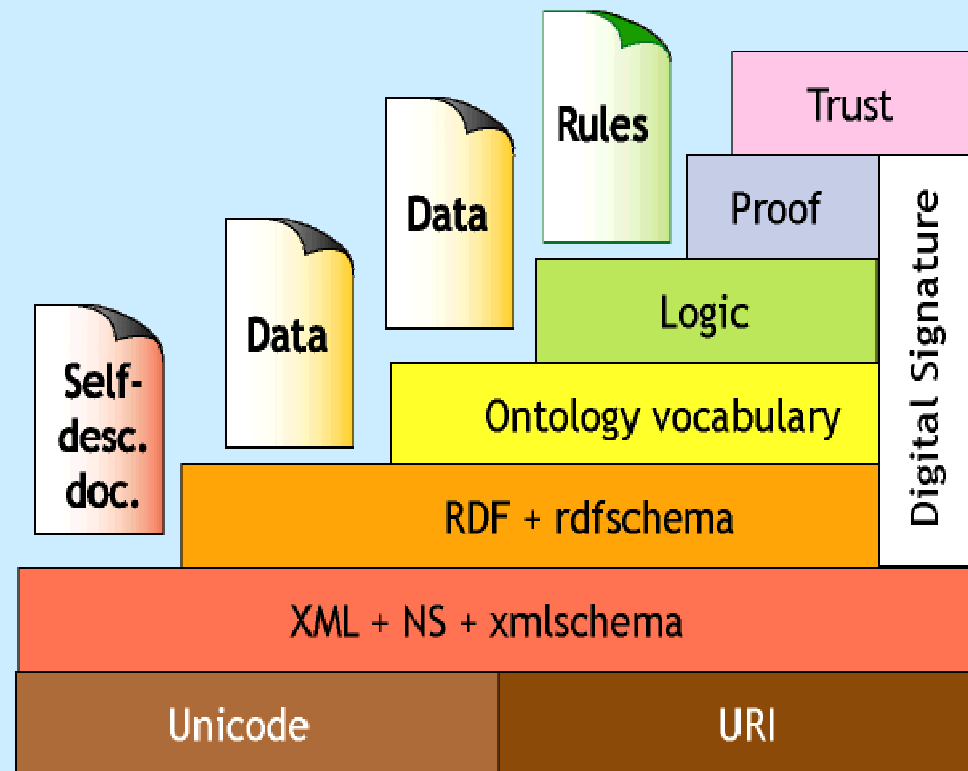 Rules
Trust
Data
Proof
Data
Logic
Self-
desc.
doc.
Ontology vocabulary
Digital Signature
RDF + rdfschema
XML + NS + xmlschema
Unicode
URI